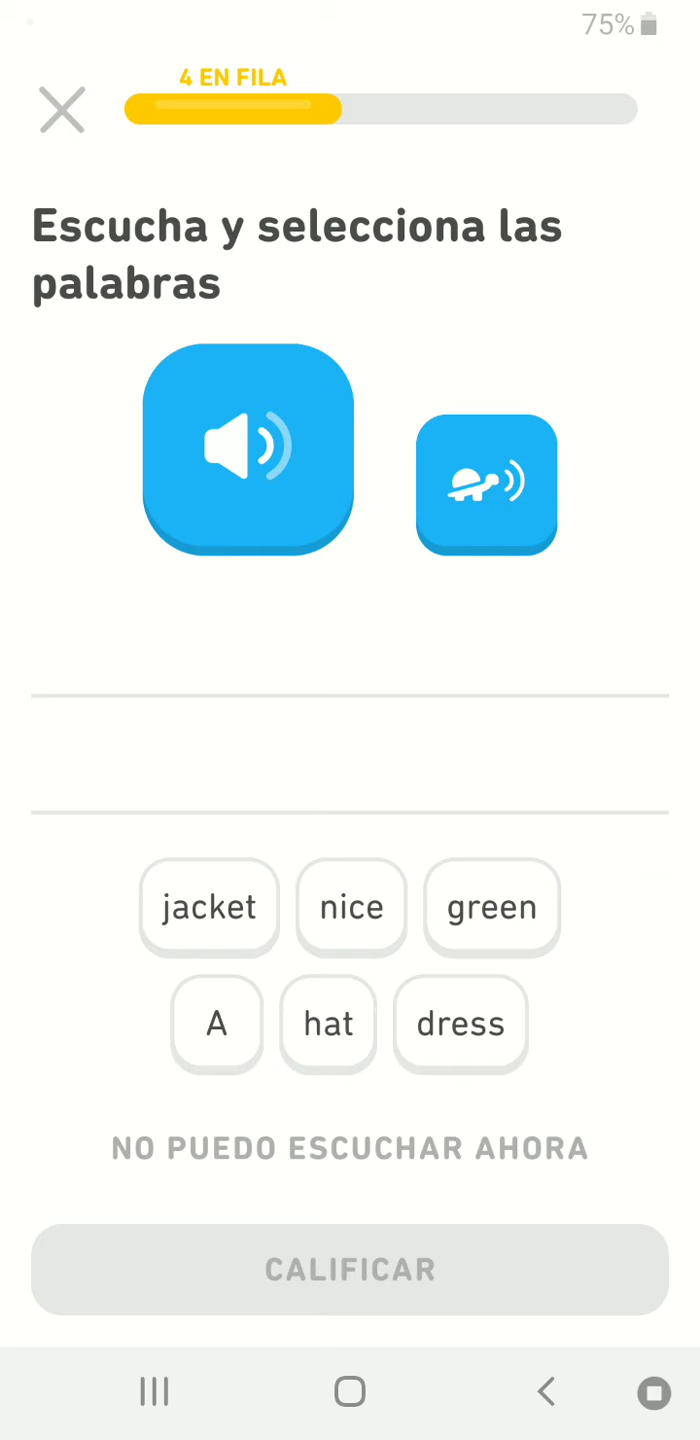 75%
4 EN FILA
Escucha y selecciona las
palabras
jacket nice green
A hat dress
NO PUEDO ESCUCHAR AHORA
CALIFICAR